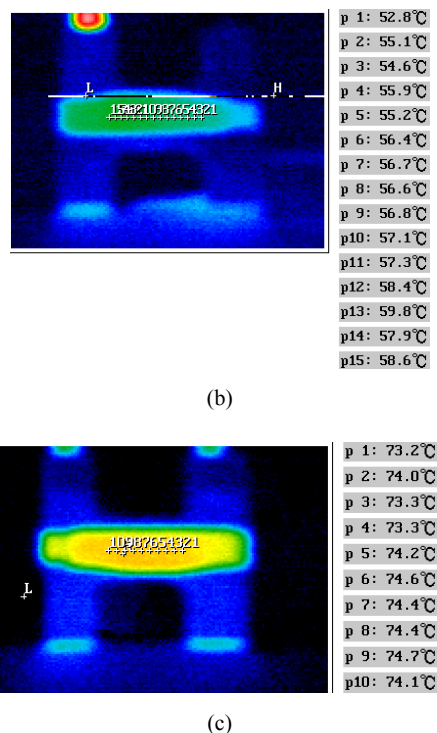 p 1: 52.8℃
p 2: 55.1℃
p 3: 54.6℃
p 4: 55.9℃
p 5: 55.2℃
p 6: 56.4℃
p 7: 56.7℃
p 8: 56.6℃
p 9: 56.8℃
p10: 57.1℃
p11: 57.3℃
p12: 58.4℃
p13: 59.8℃
p14: 57.9℃
p15: 58.6℃
L
H
(b)
p 1: 73.2℃
p 2: 74.0℃
p 3: 73.3℃
p 4: 73.3℃
p 5: 74.2℃
p 6: 74.6℃
p 7: 74.4℃
p 8: 74.4℃
p 9: 74.7℃
p10: 74.1℃
10987654321
L
(c)